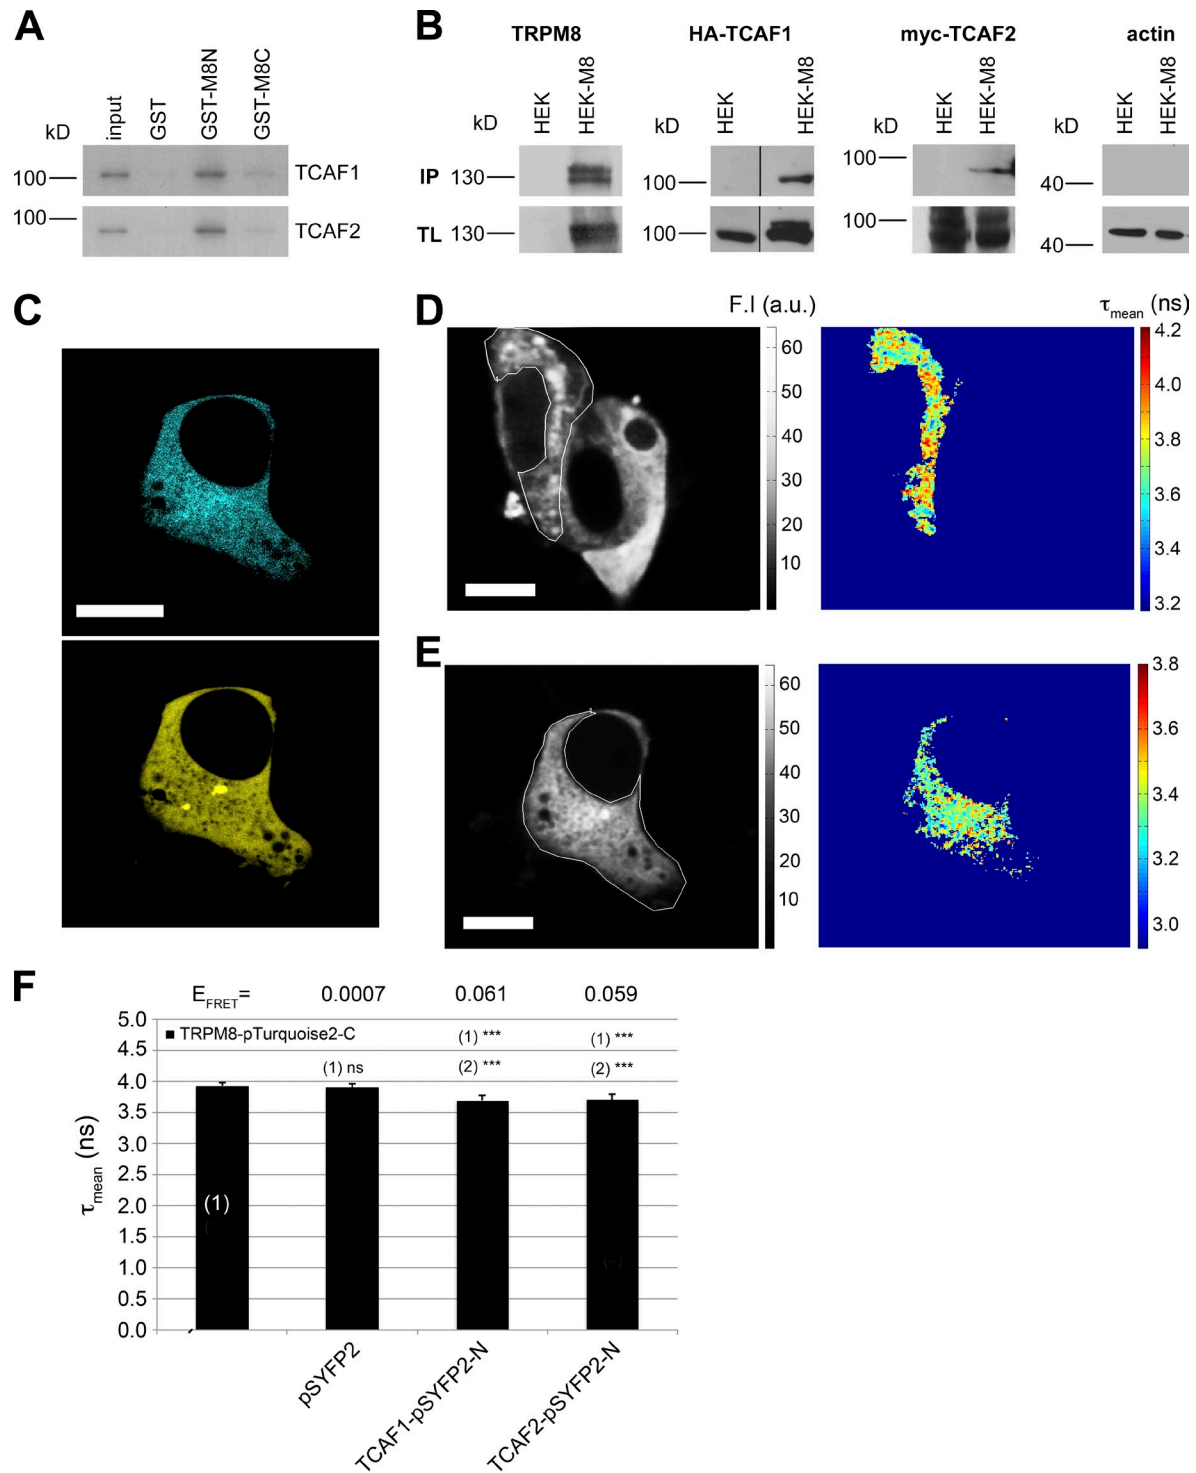 A
input
GST
GST-M8N
GST-M8C
kD
100
TCAF1
100
TCAF2
B
TRPM8
HA-TCAF1
myc-TCAF2
actin
HEK
HEK-M8
HEK
HEK-M8
HEK
HEK-M8
HEK
HEK-M8
kD
kD
kD
kD
IP
130
100
100
40
TL
130
100
100
40
C
D
F.I (a.u.)
60
50
40
30
20
10
τmean (ns)
4.2
4.0
3.8
3.6
3.4
3.2
E
60
50
40
30
20
10
3.8
3.6
3.4
3.2
3.0
F
EFRET= 0.0007 0.061 0.059
TRPM8-pTurquoise2-C
(1) ns
(1) ***
(2) ***
(1) ***
(2) ***
τmean (ns)
5.0
4.5
4.0
3.5
3.0
2.5
2.0
1.5
1.0
0.5
0.0
(1)
pSYFP2
TCAF1-pSYFP2-N
TCAF2-pSYFP2-N